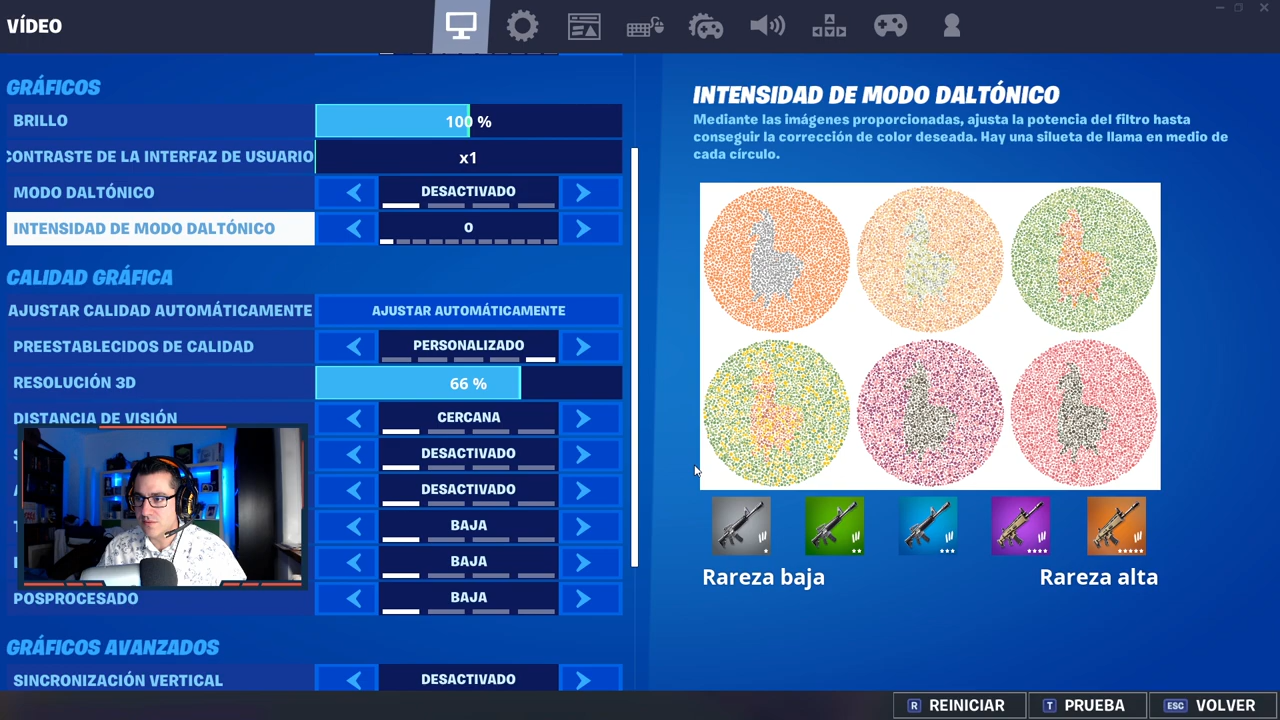 VÍDEO
GRÁFICOS
BRILLO
100 %
CONTRASTE DE LA INTERFAZ DE USUARIO
x1
MODO DALTÓNICO
DESACTIVADO
INTENSIDAD DE MODO DALTÓNICO
0
CALIDAD GRÁFICA
AJUSTAR CALIDAD AUTOMÁTICAMENTE
AJUSTAR AUTOMÁTICAMENTE
PREESTABLECIDOS DE CALIDAD
PERSONALIZADO
RESOLUCIÓN 3D
66 %
DISTANCIA DE VISIÓN
CERCANA
DESACTIVADO
DESACTIVADO
BAJA
BAJA
POSPROCESADO
BAJA
GRÁFICOS AVANZADOS
SINCRONIZACIÓN VERTICAL
DESACTIVADO
INTENSIDAD DE MODO DALTÓNICO
Mediante las imágenes proporcionadas, ajusta la potencia del filtro hasta
conseguir la corrección de color deseada. Hay una silueta de llama en medio de
cada círculo.
Rareza baja
Rareza alta
R REINICIAR
T PRUEBA
ESC VOLVER